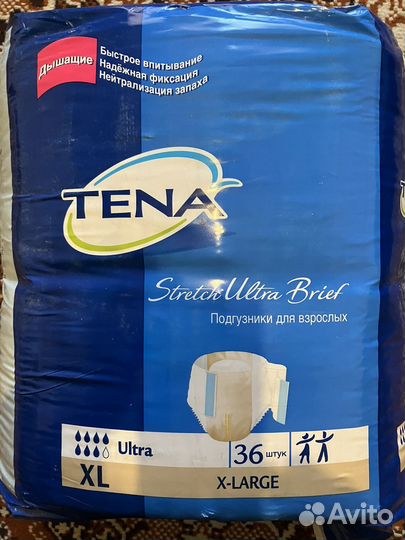 Дышащие
Быстрое впитывание
Надёжная фиксация
Нейтрализация запаха
TENA
Stretch Ultra Brief
Подгузники для взрослых
Ultra
36 штук
XL
X-LARGE
Avito